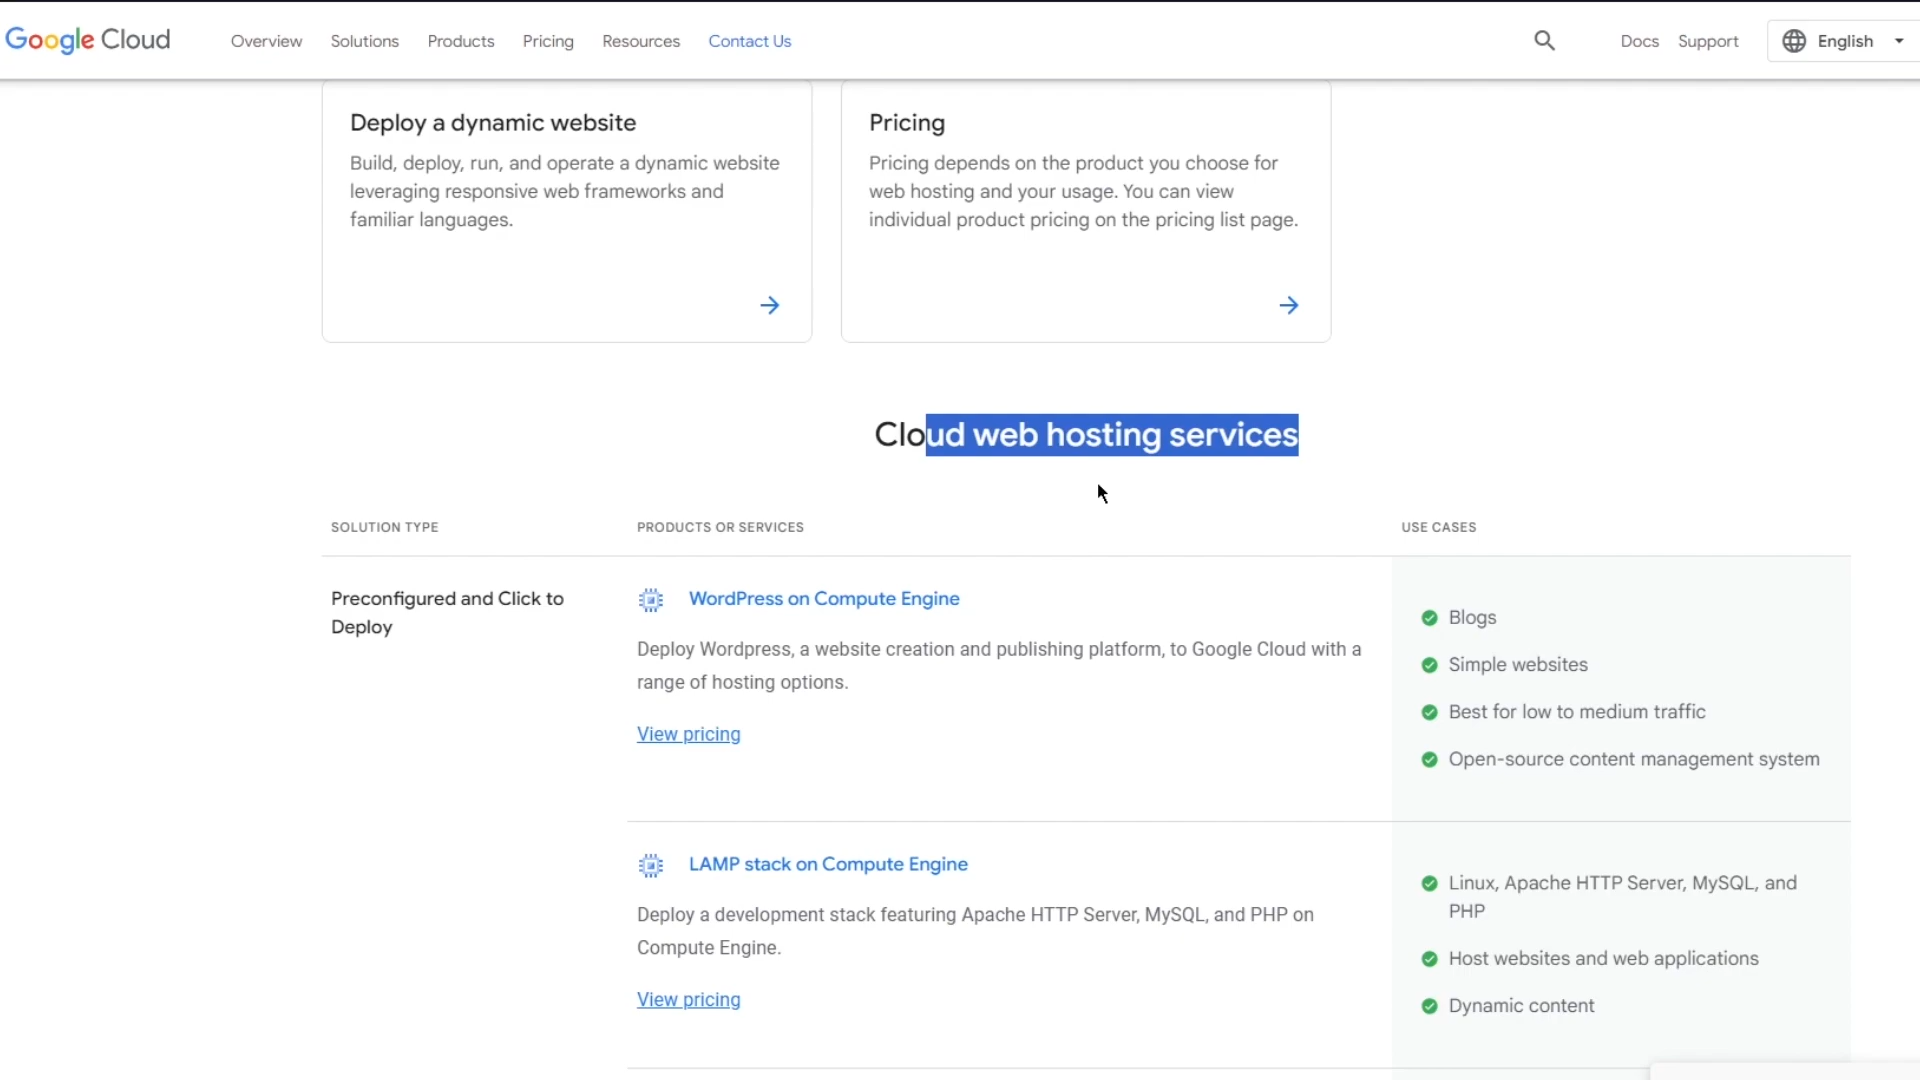 Google Cloud
Overview
Solutions
Products
Pricing
Resources
Contact Us
Docs
Support
English
Deploy a dynamic website
Build, deploy, run, and operate a dynamic website
leveraging responsive web frameworks and
familiar languages.
Pricing
Pricing depends on the product you choose for
web hosting and your usage. You can view
individual product pricing on the pricing list page.
Cloud web hosting services
SOLUTION TYPE
PRODUCTS OR SERVICES
USE CASES
Preconfigured and Click to
Deploy
WordPress on Compute Engine
Deploy Wordpress, a website creation and publishing platform, to Google Cloud with a
range of hosting options.
View pricing
Blogs
Simple websites
Best for low to medium traffic
Open-source content management system
LAMP stack on Compute Engine
Deploy a development stack featuring Apache HTTP Server, MySQL, and PHP on
Compute Engine.
View pricing
Linux, Apache HTTP Server, MySQL, and
PHP
Host websites and web applications
Dynamic content